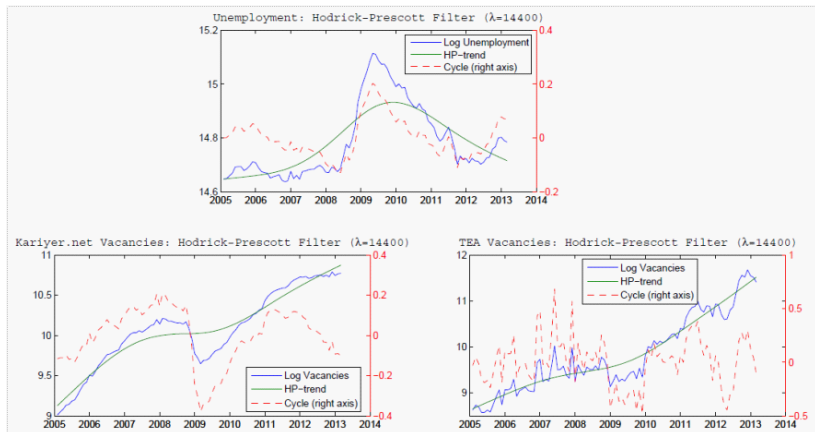 Unemployment: Hodrick-Prescott Filter (λ=14400)
15.2
15
14.8
14.6
0.4
0.2
0
-0.2
Log Unemployment
HP-trend
Cycle (right axis)
2005 2006 2007 2008 2009 2010 2011 2012 2013 2014
Kariyer.net Vacancies: Hodrick-Prescott Filter (λ=14400)
11
10.5
10
9.5
9
0.4
0.2
0
-0.2
-0.4
Log Vacancies
HP-trend
Cycle (right axis)
2005 2006 2007 2008 2009 2010 2011 2012 2013 2014
TEA Vacancies: Hodrick-Prescott Filter (λ=14400)
12
11
10
9
8
1
0.5
0
-0.5
Log Vacancies
HP-trend
Cycle (right axis)
2005 2006 2007 2008 2009 2010 2011 2012 2013 2014